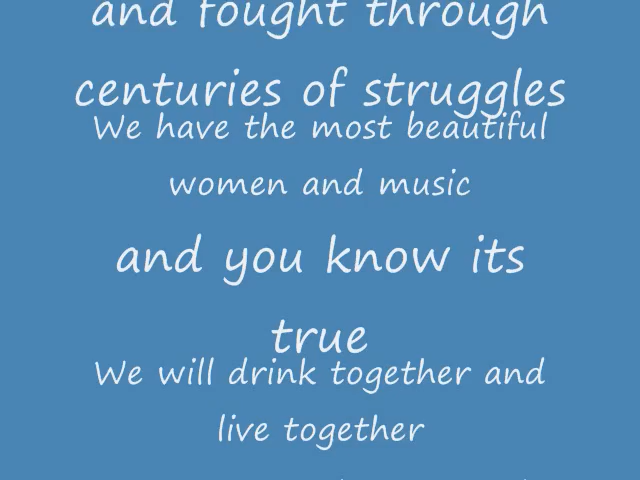 and fought through
centuries of struggles
We have the most beautiful
women and music
and you know its
true
We will drink together and
live together